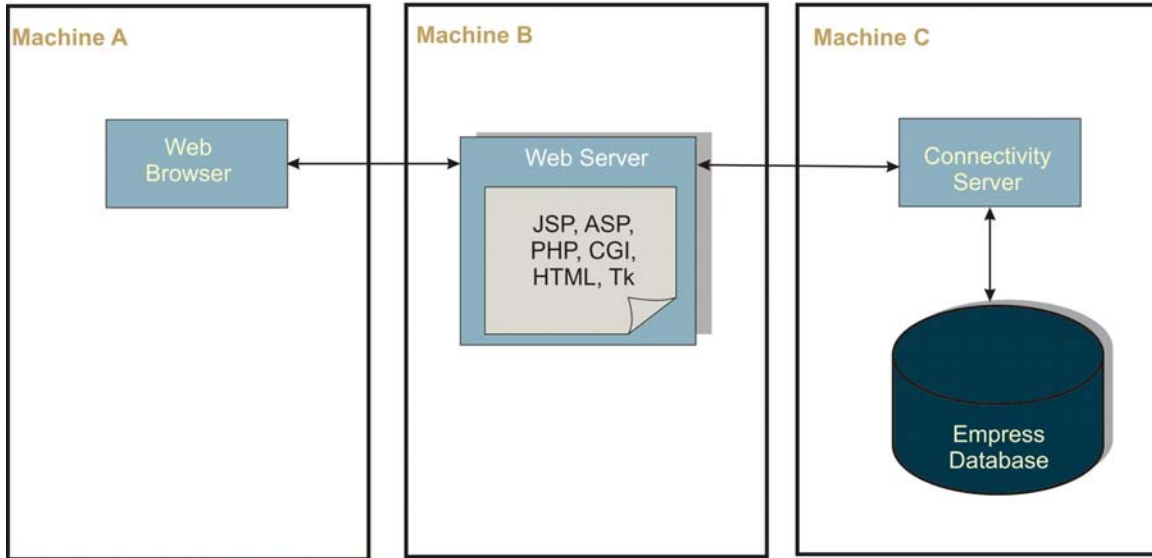 Machine A
Web
Browser
Machine B
Web Server
JSP, ASP,
PHP, CGI,
HTML, Tk
Machine C
Connectivity
Server
Empress
Database